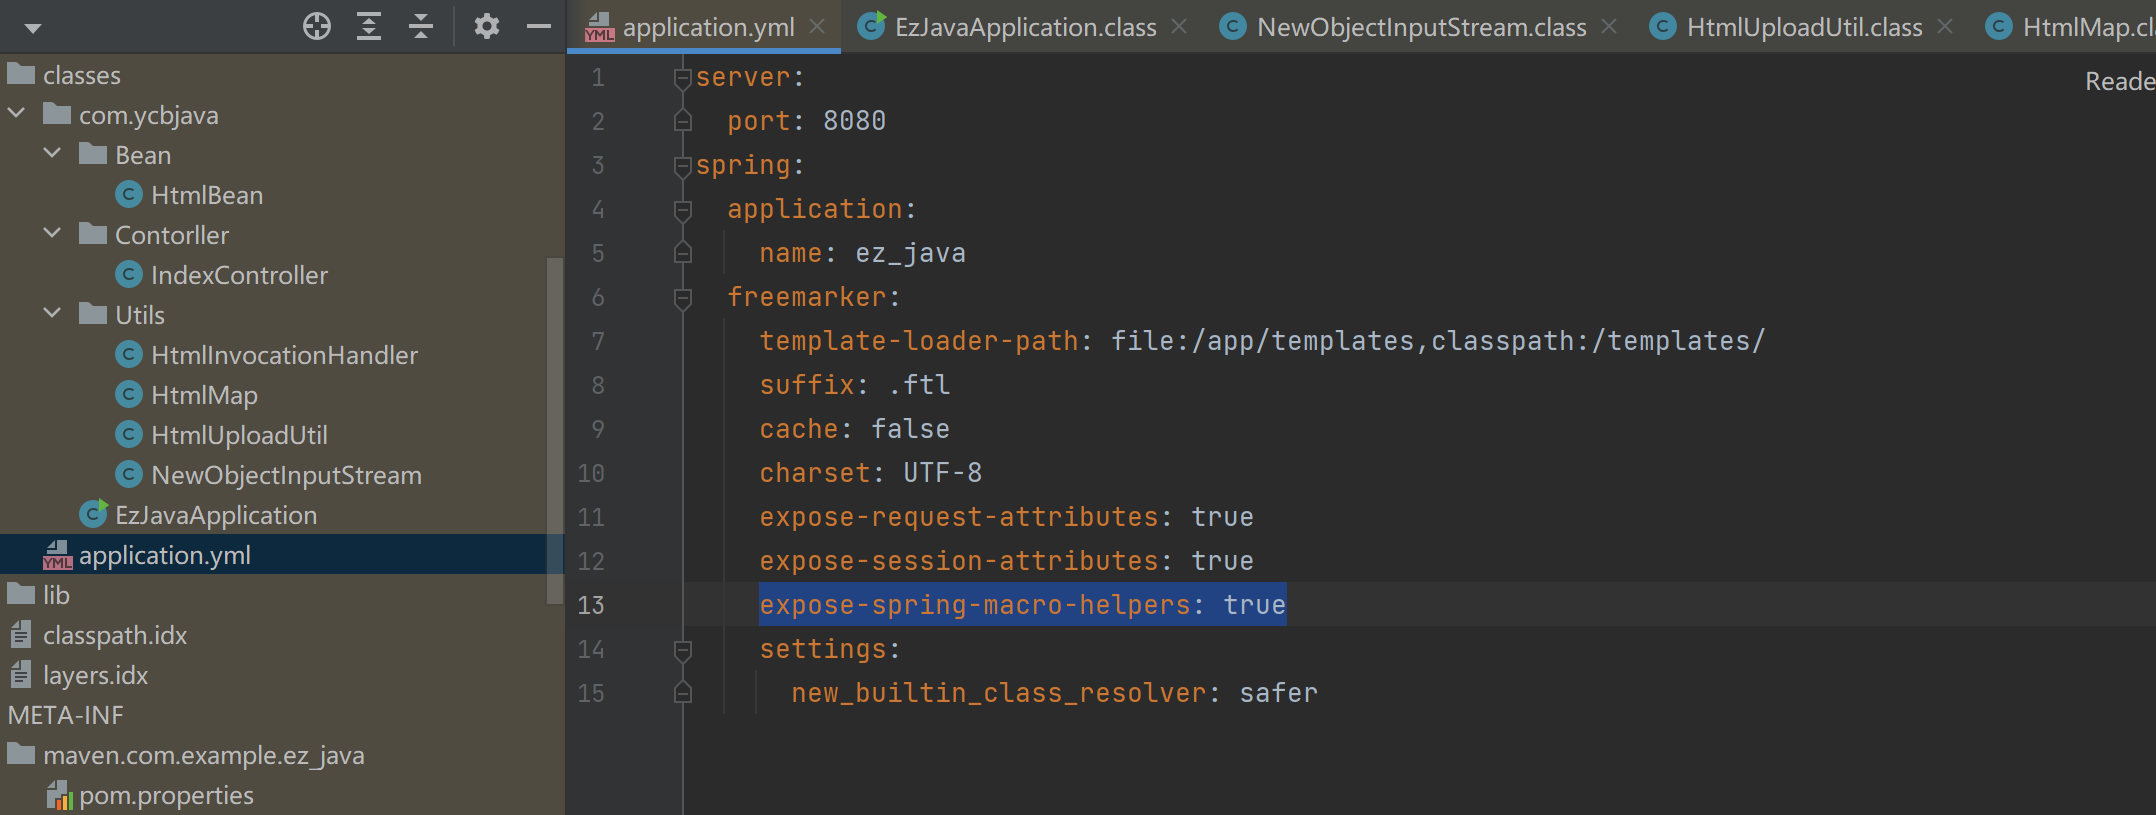 classes
com.ycbjava
Bean
HtmlBean
Contorller
IndexController
Utils
HtmlInvocationHandler
HtmlMap
HtmlUploadUtil
NewObjectInputStream
EzJavaApplication
application.yml
lib
classpath.idx
layers.idx
META-INF
maven.com.example.ez_java
pom.properties
application.yml EzJavaApplication.class NewObjectInputStream.class HtmlUploadUtil.class HtmlMap.cl
Reade
1 server:
2 port: 8080
3 spring:
4 application:
5 name: ez_java
6 freemarker:
7 template-loader-path: file:/app/templates,classpath:/templates/
8 suffix: .ftl
9 cache: false
10 charset: UTF-8
11 expose-request-attributes: true
12 expose-session-attributes: true
13 expose-spring-macro-helpers: true
14 settings:
15 new_builtin_class_resolver: safer